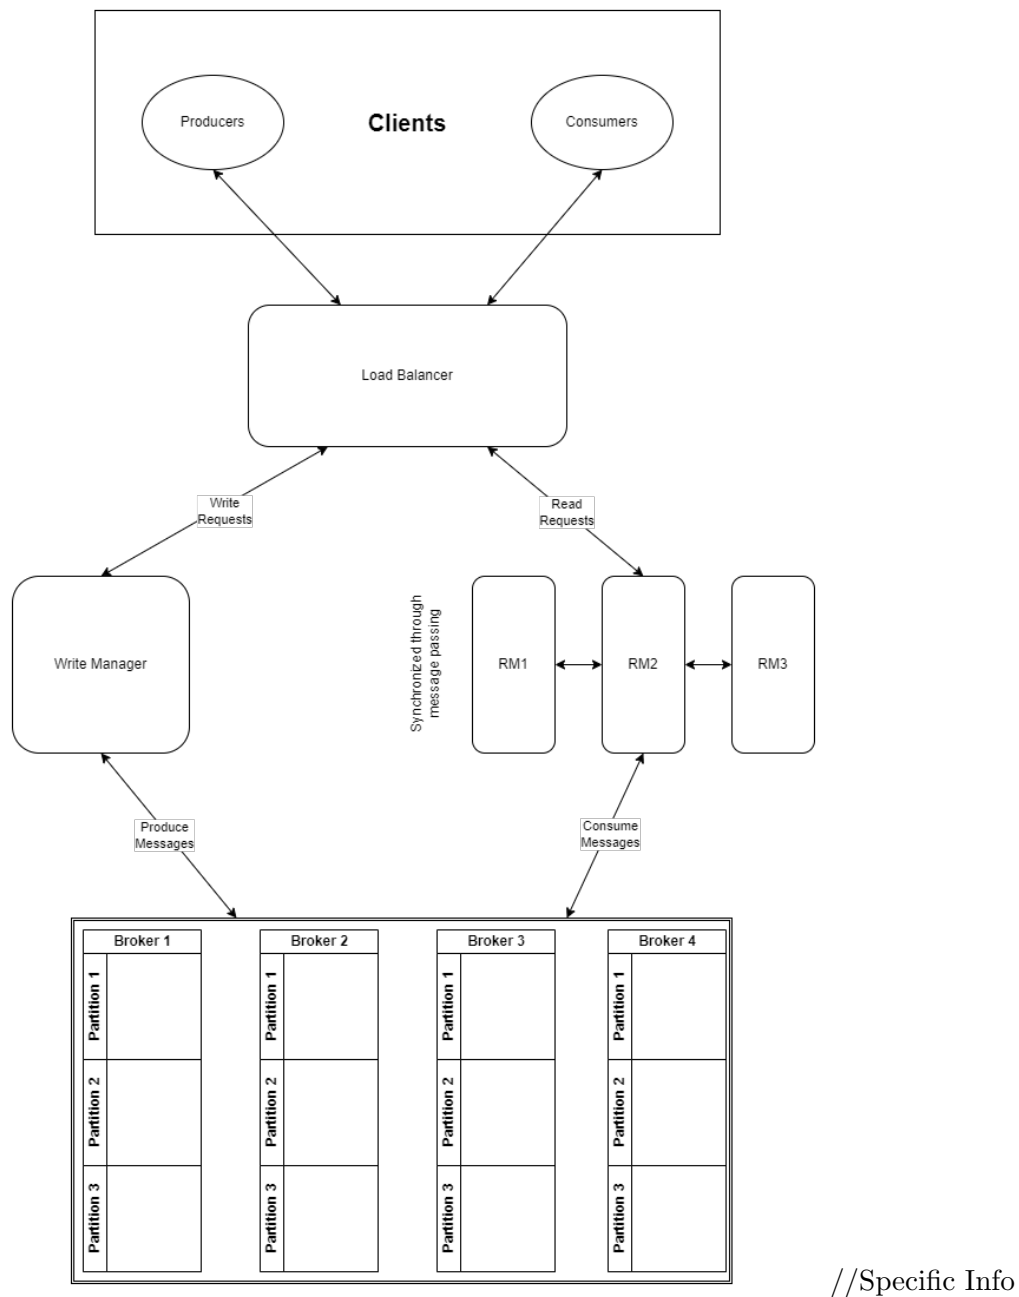 Producers
Clients
Consumers
Load Balancer
Write
Requests
Read
Requests
Write Manager
Synchronized through
message passing
RM1
RM2
RM3
Produce
Messages
Consume
Messages
Broker 1
Broker 2
Broker 3
Broker 4
Partition 1
Partition 1
Partition 1
Partition 1
Partition 2
Partition 2
Partition 2
Partition 2
Partition 3
Partition 3
Partition 3
Partition 3
//Specific Info